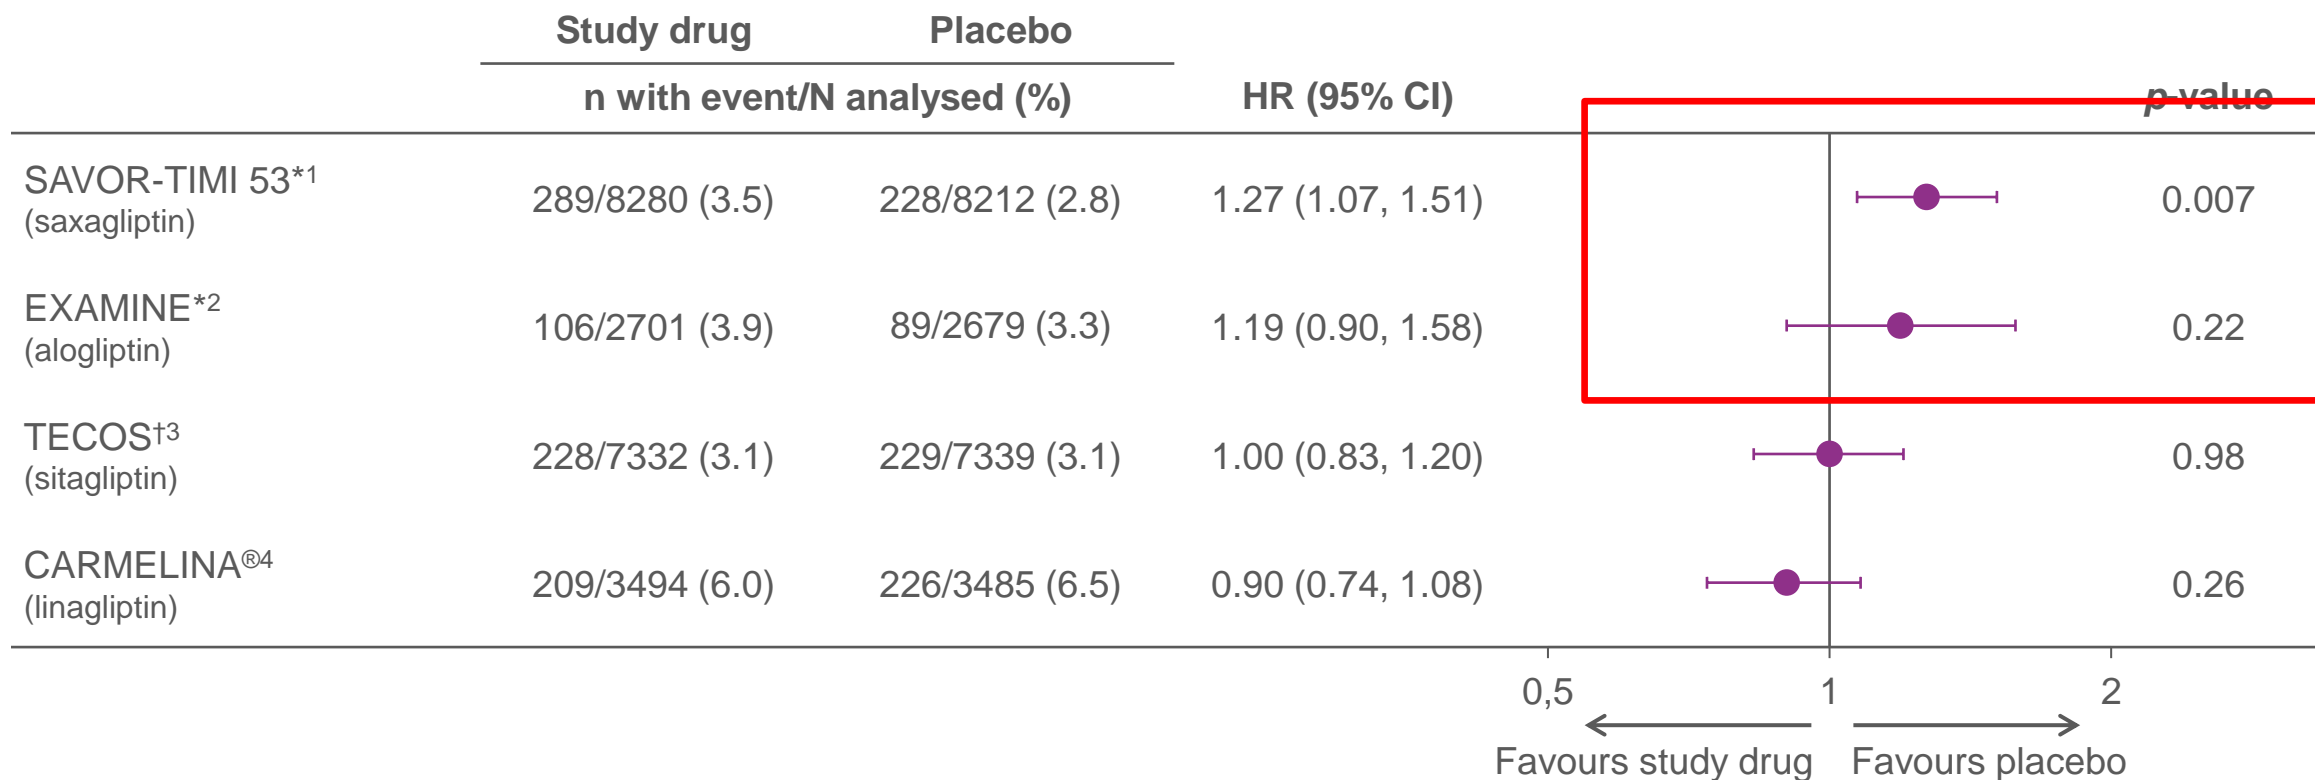 Study drug Placebo
n with event/N analysed (%) HR (95% CI) p-value
SAVOR-TIMI 53*1
(saxagliptin) 289/8280 (3.5) 228/8212 (2.8) 1.27 (1.07, 1.51) 0.007
EXAMINE*2
(alogliptin) 106/2701 (3.9) 89/2679 (3.3) 1.19 (0.90, 1.58) 0.22
TECOS†3
(sitagliptin) 228/7332 (3.1) 229/7339 (3.1) 1.00 (0.83, 1.20) 0.98
CARMELINA®4
(linagliptin) 209/3494 (6.0) 226/3485 (6.5) 0.90 (0.74, 1.08) 0.26
0,5 1 2
Favours study drug Favours placebo